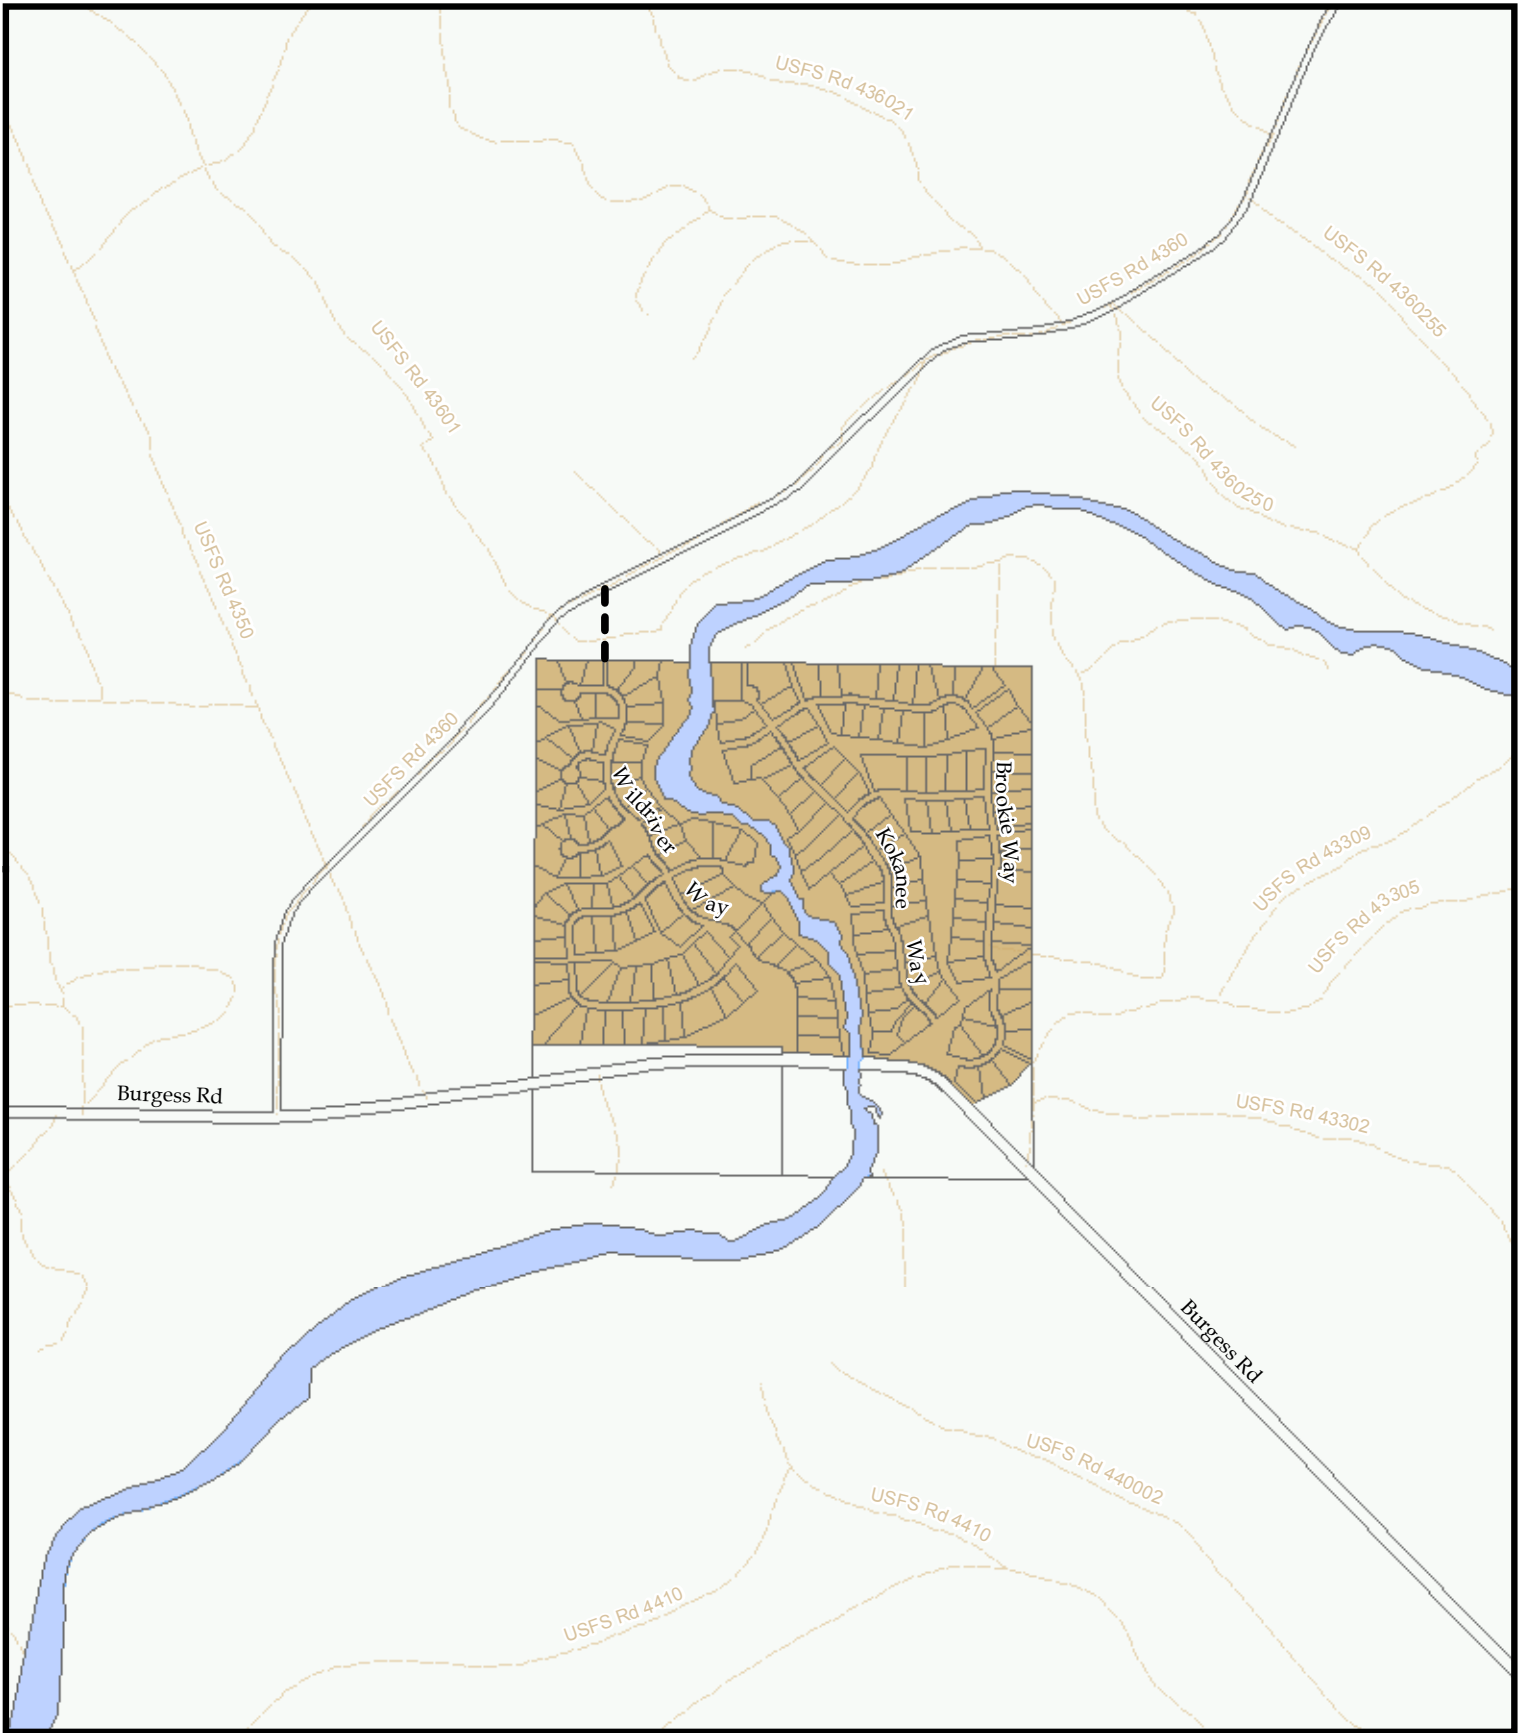 USFS Rd 436021
USFS Rd 4360
USFS Rd 4360255
USFS Rd 43601
USFS Rd 4360250
USFS Rd 4350
USFS Rd 4360
Wildriver
Way
Kokanee
Way
Brookie Way
USFS Rd 43309
USFS Rd 43305
Burgess Rd
USFS Rd 43302
Burgess Rd
USFS Rd 440002
USFS Rd 4410
USFS Rd 4410